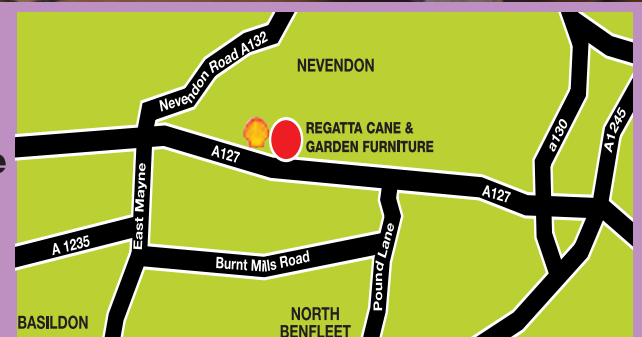 Nevendon Road A132
NEVENDON
REGATTA CANE &
GARDEN FURNITURE
a130
A1245
A127
A127
East Mayne
A 1235
Burnt Mills Road
Pound Lane
BASILDON
NORTH
BENFLEET
e